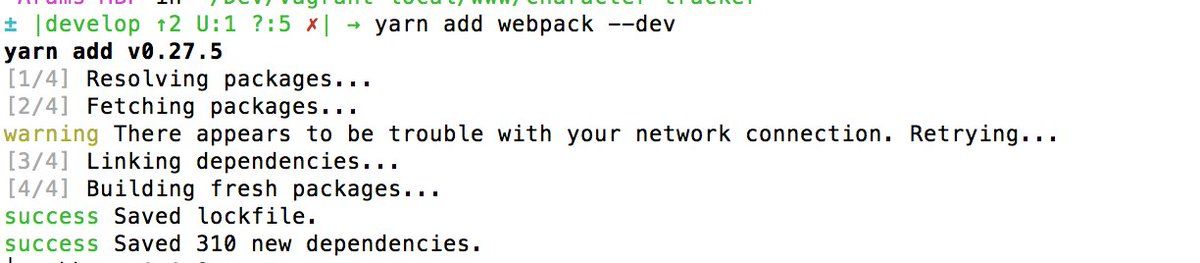 ± |develop ↑2 U:1 ?:5 ✗| → yarn add webpack --dev
yarn add v0.27.5
[1/4] Resolving packages...
[2/4] Fetching packages...
warning There appears to be trouble with your network connection. Retrying...
[3/4] Linking dependencies...
[4/4] Building fresh packages...
success Saved lockfile.
success Saved 310 new dependencies.